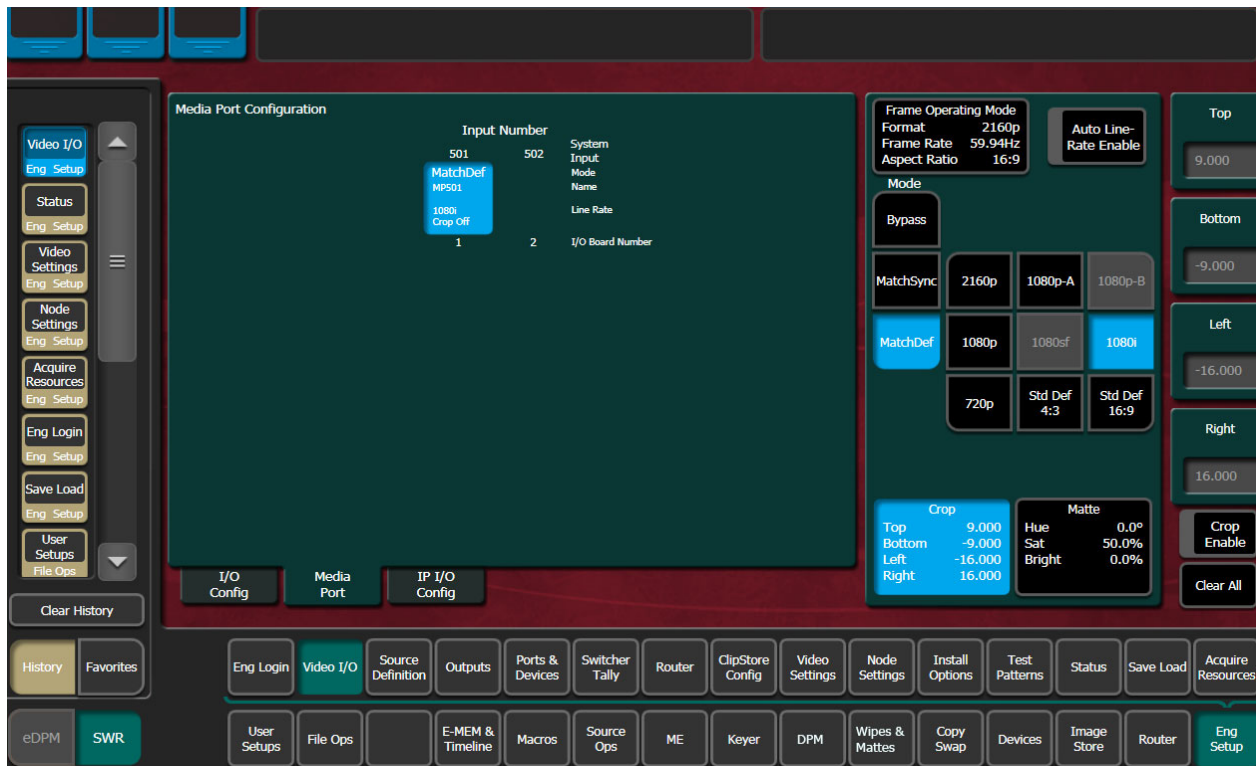 Media Port Configuration
Input Number
501 502 System Input
MatchDef Mode
MP501 Name
1080i Line Rate
Crop Off
1 2 I/O Board Number
Video I/O
Eng Setup
Status
Eng Setup
Video
Settings
Eng Setup
Node
Settings
Eng Setup
Acquire
Resources
Eng Setup
Eng Login
Eng Setup
Save Load
Eng Setup
User
Setups
File Ops
Clear History
History Favorites
eDPM SWR
I/O
Config
Media
Port
IP I/O
Config
Frame Operating Mode
Format 2160p
Frame Rate 59.94Hz
Aspect Ratio 16:9
Auto Line-
Rate Enable
Mode
Bypass
MatchSync 2160p 1080p-A 1080p-B
MatchDef 1080p 1080sf 1080i
720p
Std Def
4:3
Std Def
16:9
Crop
Top 9.000
Bottom -9.000
Left -16.000
Right 16.000
Matte
Hue 0.0°
Sat 50.0%
Bright 0.0%
Top
9.000
Bottom
-9.000
Left
-16.000
Right
16.000
Crop
Enable
Clear All
Eng Login
Video I/O
Source
Definition
Outputs
Ports &
Devices
Switcher
Tally
Router
ClipStore
Config
Video
Settings
Node
Settings
Install
Options
Test
Patterns
Status
Save Load
Acquire
Resources
User
Setups
File Ops
E-MEM &
Timeline
Macros
Source
Ops
ME
Keyer
DPM
Wipes &
Mattes
Copy
Swap
Devices
Image
Store
Router
Eng
Setup